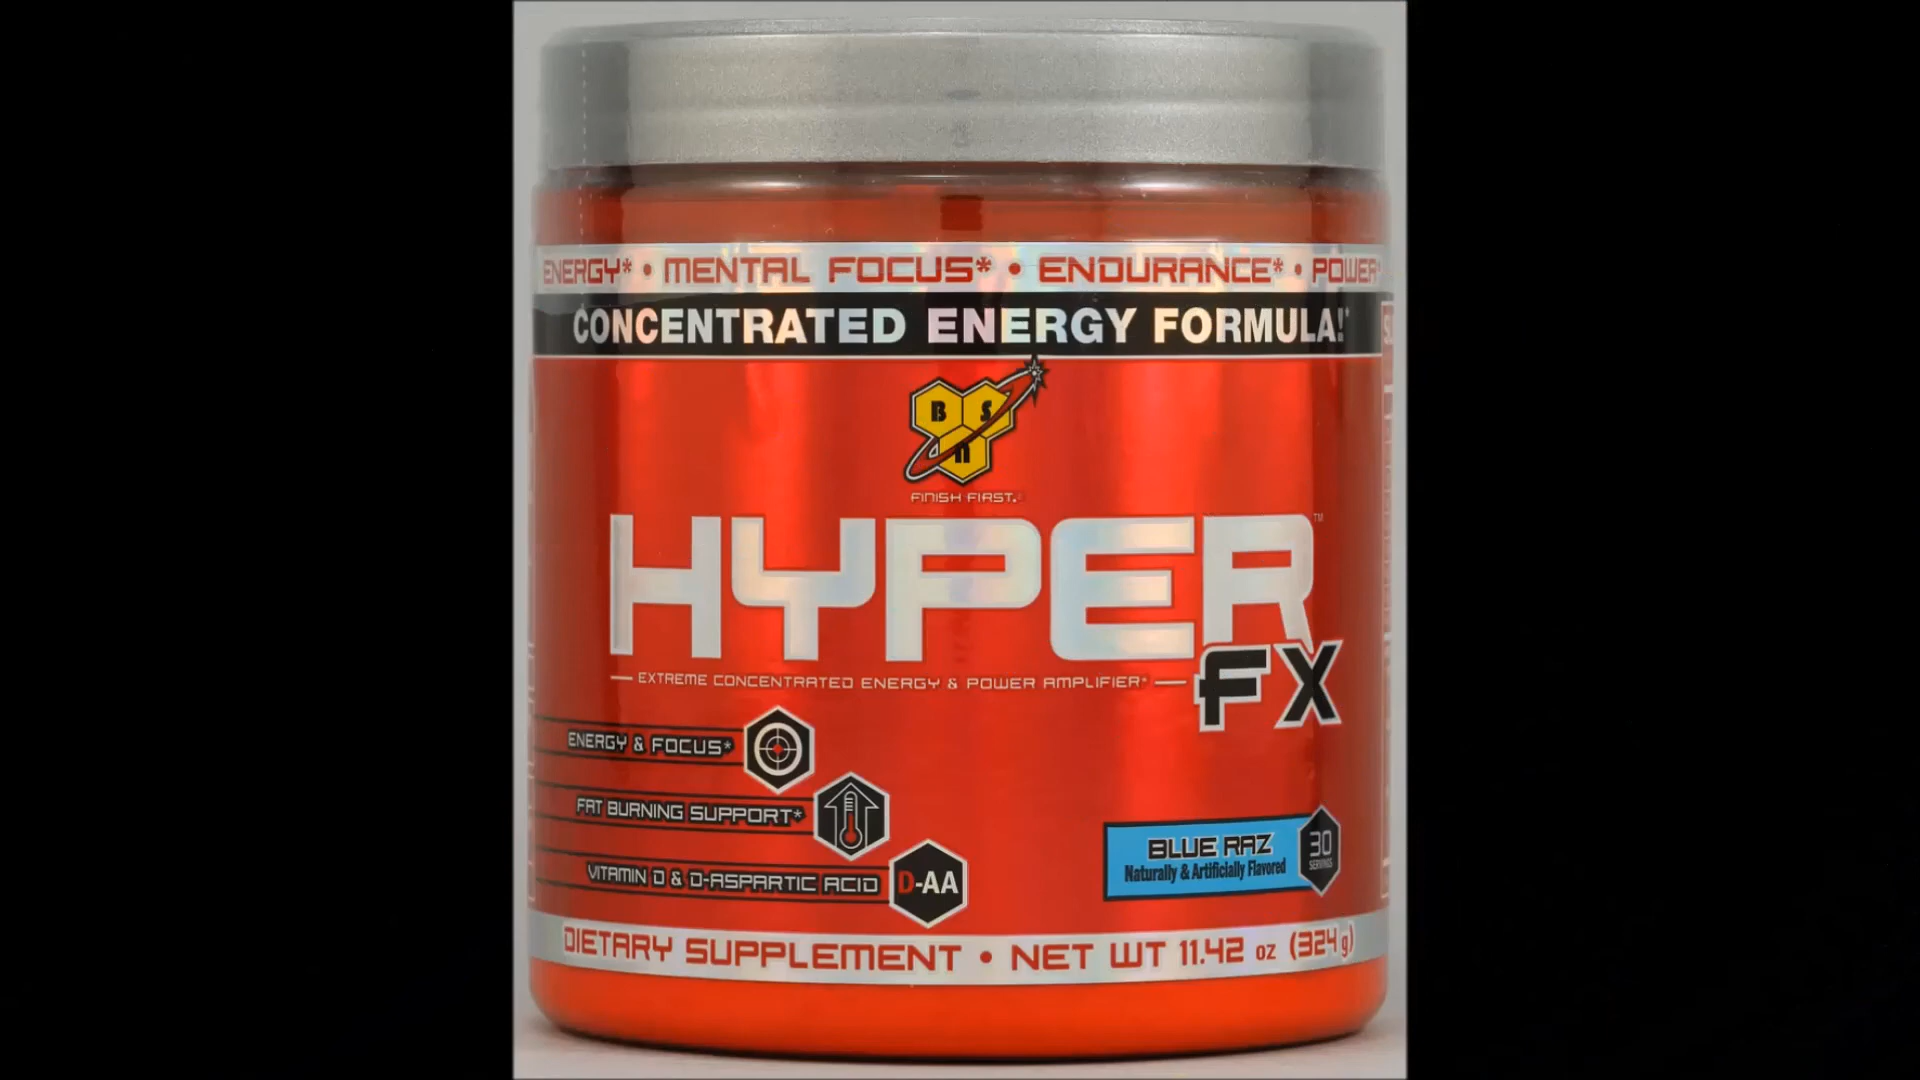 ENERGY* • MENTAL FOCUS* • ENDURANCE* • POWER*
CONCENTRATED ENERGY FORMULA!*
B S
n
FINISH FIRST.
HYPER™
FX
EXTREME CONCENTRATED ENERGY & POWER AMPLIFIER*
ENERGY & FOCUS*
FAT BURNING SUPPORT*
VITAMIN D & D-ASPARTIC ACID
D-AA
BLUE RAZ
Naturally & Artificially Flavored
30
SERVINGS
DIETARY SUPPLEMENT • NET WT 11.42 oz (324 g)